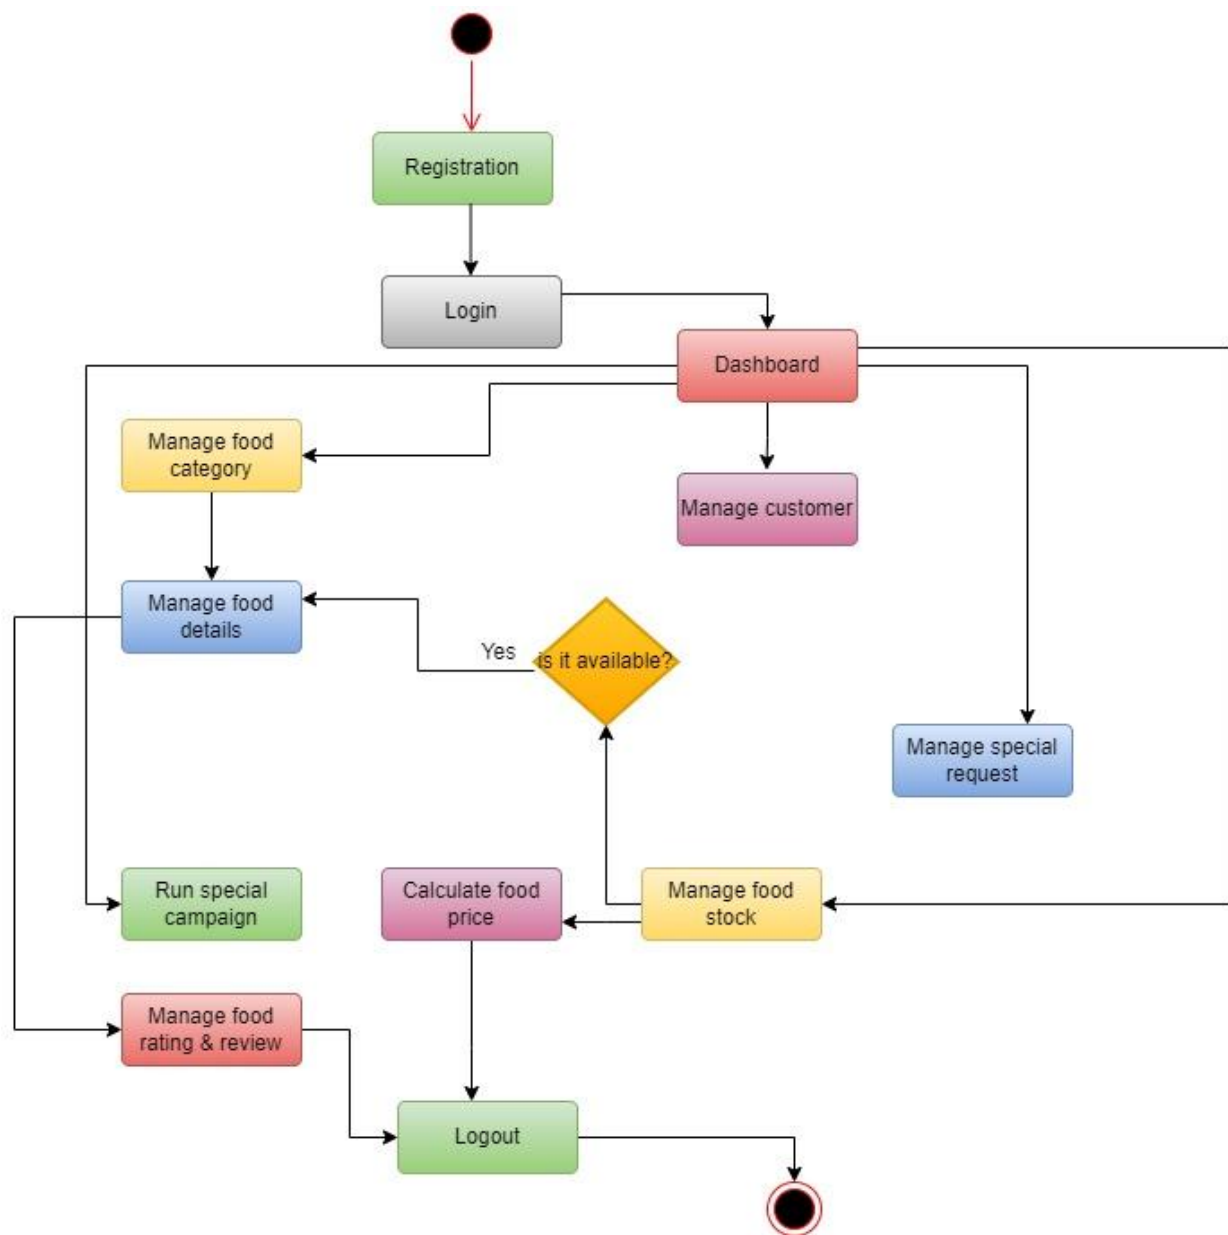 Registration
Login
Dashboard
Manage food
category
Manage customer
Manage food
details
Yes
is it available?
Manage special
request
Run special
campaign
Calculate food
price
Manage food
stock
Manage food
rating & review
Logout